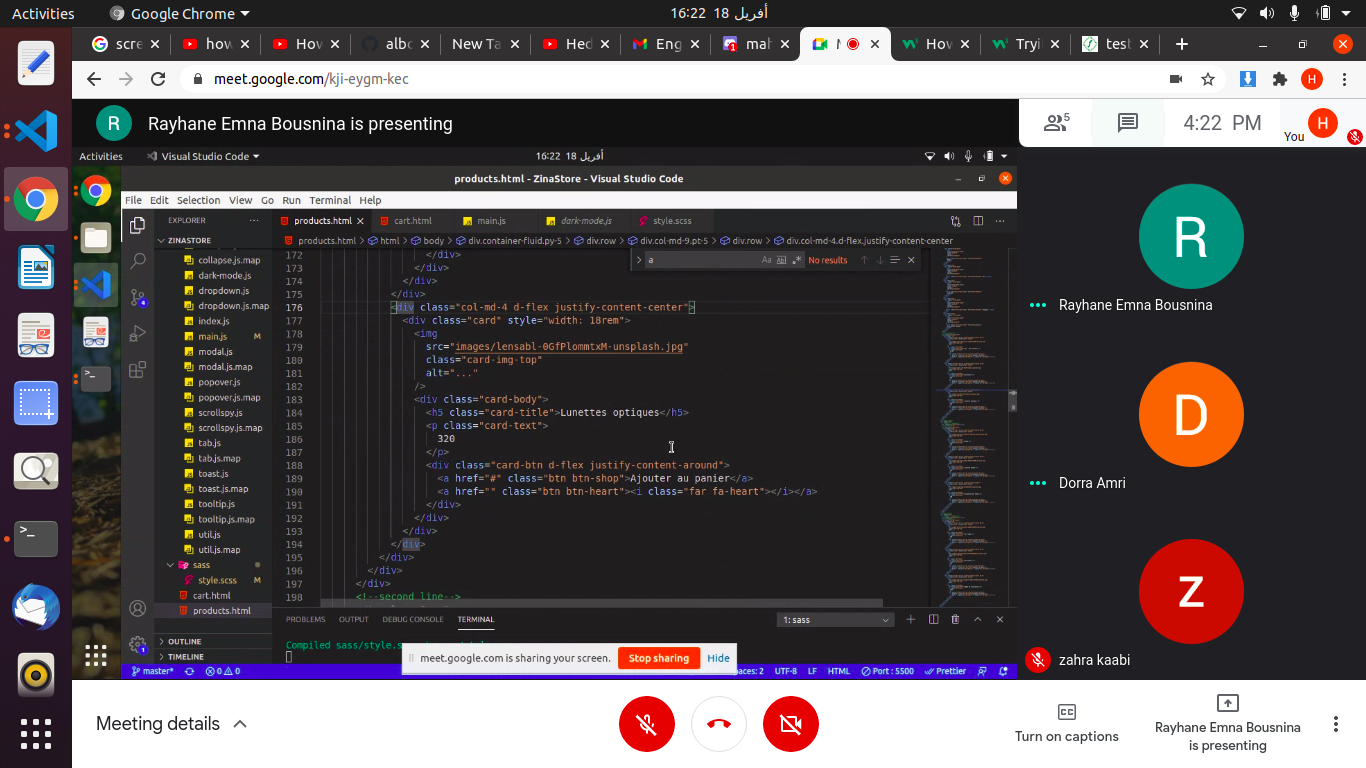 Activities
Google Chrome
16:22 18 أفريل
scre
how
How
albc
New Ta
Hed
Eng
mah
How
Tryi
test
meet.google.com/kji-eygm-kec
R
Rayhane Emna Bousnina is presenting
5
4:22 PM
You
H
Activities
Visual Studio Code
16:22 18 أفريل
products.html - ZinaStore - Visual Studio Code
File Edit Selection View Go Run Terminal Help
EXPLORER
products.html
cart.html
main.js
dark-mode.js
style.scss
ZINASTORE
products.html > html > body > div.container-fluid.py-5 > div.row > div.col-md-9.pt-5 > div.row > div.col-md-4.d-flex.justify-content-center
a
Aa
No results
collapse.js.map
dark-mode.js
dropdown.js
dropdown.js.map
index.js
main.js M
modal.js
modal.js.map
popover.js
popover.js.map
scrollspy.js
scrollspy.js.map
tab.js
tab.js.map
toast.js
toast.js.map
tooltip.js
tooltip.js.map
util.js
util.js.map
sass
style.scss M
cart.html
products.html
OUTLINE
TIMELINE
172 </div>
173 </div>
174 </div>
175 </div>
176 <div class="col-md-4 d-flex justify-content-center">
177 <div class="card" style="width: 18rem">
178 <img
179 src="images/lensabl-0GfPlommtxM-unsplash.jpg"
180 class="card-img-top"
181 alt="..."
182 />
183 <div class="card-body">
184 <h5 class="card-title">Lunettes optiques</h5>
185 <p class="card-text">
186 320
187 </p>
188 <div class="card-btn d-flex justify-content-around">
189 <a href="#" class="btn btn-shop">Ajouter au panier</a>
190 <a href="" class="btn btn-heart"><i class="far fa-heart"></i></a>
191 </div>
192 </div>
193 </div>
194 </div>
195 </div>
196 </div>
197 </div>
198 <!--second line-->
PROBLEMS OUTPUT DEBUG CONSOLE TERMINAL
1: sass
Compiled sass/style.s
meet.google.com is sharing your screen.
Stop sharing
Hide
master*
0 0
aces: 2 UTF-8 LF HTML Port : 5500 Prettier
R
Rayhane Emna Bousnina
D
Dorra Amri
Z
zahra kaabi
Meeting details
CC
Turn on captions
Rayhane Emna Bousnina
is presenting